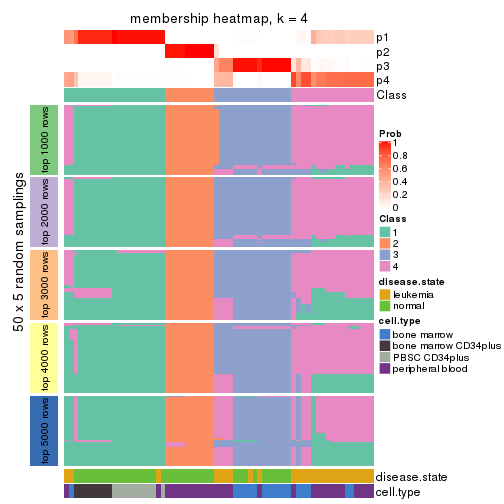 membership heatmap, k = 4
p1
p2
p3
p4
Class
50 x 5 random samplings
top 1000 rows
top 2000 rows
top 3000 rows
top 4000 rows
top 5000 rows
Prob
1
0.8
0.6
0.4
0.2
0
Class
1
2
3
4
disease.state
leukemia
normal
cell.type
bone marrow
bone marrow CD34plus
PBSC CD34plus
peripheral blood
disease.state
cell.type